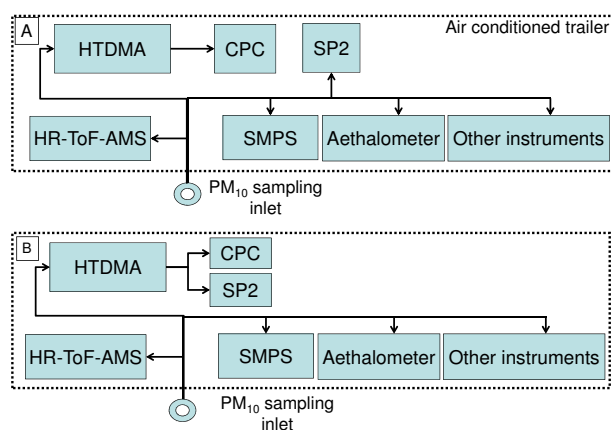 A
Air conditioned trailer
HTDMA
CPC
SP2
HR-ToF-AMS
SMPS
Aethalometer
Other instruments
PM₁₀ sampling
inlet
B
HTDMA
CPC
SP2
HR-ToF-AMS
SMPS
Aethalometer
Other instruments
PM₁₀ sampling
inlet